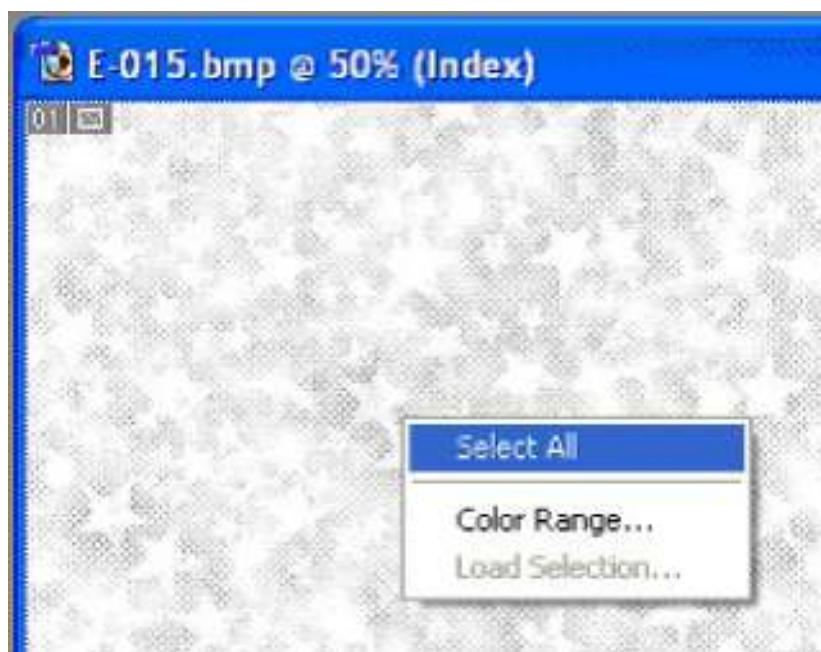 E-015.bmp @ 50% (Index)
01
Select All
Color Range...
Load Selection...